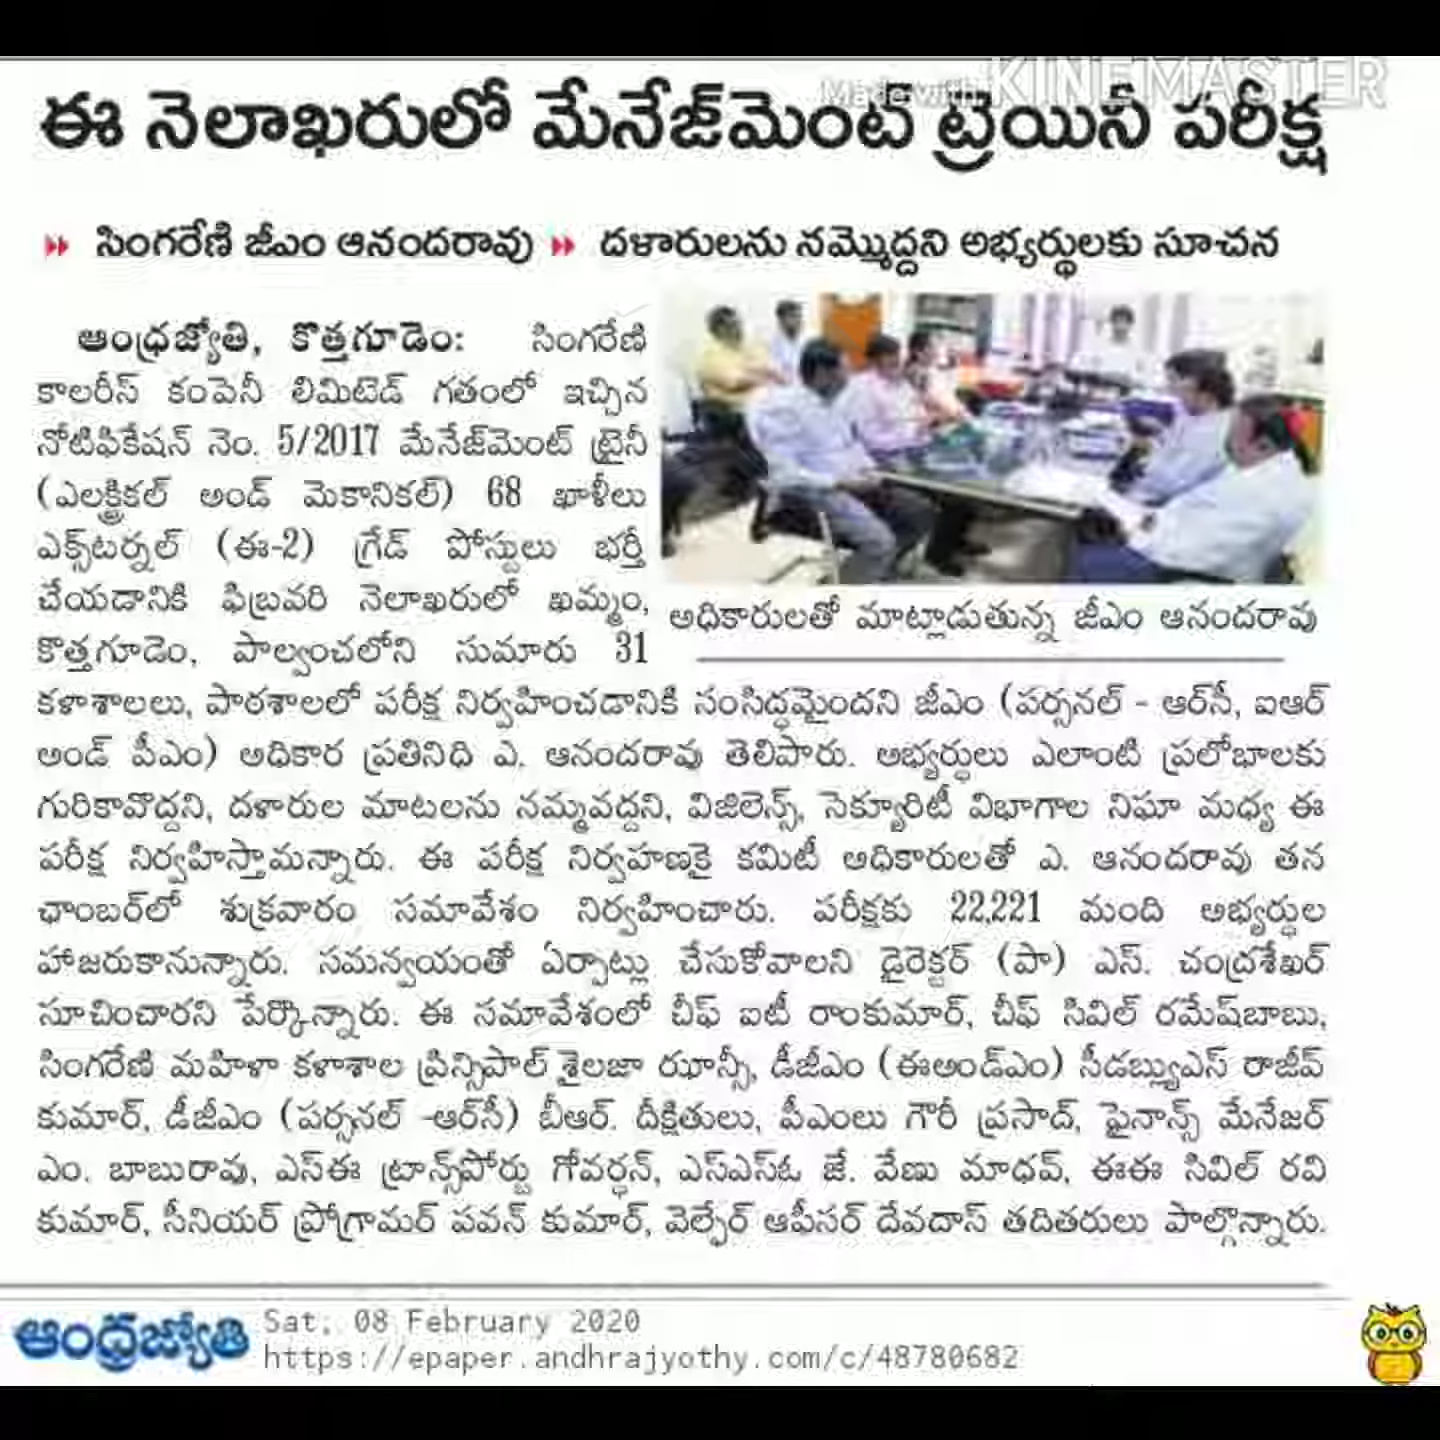 Made with KINEMASTER
ఈ నెలాఖరులో మేనేజ్‌మెంట్ ట్రెయినీ పరీక్ష
సింగరేణి జీఎం ఆనందరావు దళారులను నమ్మొద్దని అభ్యర్థులకు సూచన
ఆంధ్రజ్యోతి, కొత్తగూడెం: సింగరేణి
కాలరీస్ కంపెనీ లిమిటెడ్ గతంలో ఇచ్చిన
నోటిఫికేషన్ నెం. 5/2017 మేనేజ్‌మెంట్ ట్రైనీ
(ఎలక్ట్రికల్ అండ్ మెకానికల్) 68 ఖాళీలు
ఎక్స్‌టర్నల్ (ఈ-2) గ్రేడ్ పోస్టులు భర్తీ
చేయడానికి ఫిబ్రవరి నెలాఖరులో ఖమ్మం,
కొత్తగూడెం, పాల్వంచలోని సుమారు 31
అధికారులతో మాట్లాడుతున్న జీఎం ఆనందరావు
కళాశాలలు, పాఠశాలలో పరీక్ష నిర్వహించడానికి సంసిద్ధమైందని జీఎం (పర్సనల్ - ఆర్‌సీ, ఐఆర్
అండ్ పీఎం) అధికార ప్రతినిధి ఎ. ఆనందరావు తెలిపారు. అభ్యర్థులు ఎలాంటి ప్రలోభాలకు
గురికావొద్దని, దళారుల మాటలను నమ్మవద్దని, విజిలెన్స్, సెక్యూరిటీ విభాగాల నిఘా మధ్య ఈ
పరీక్ష నిర్వహిస్తామన్నారు. ఈ పరీక్ష నిర్వహణకై కమిటీ అధికారులతో ఎ. ఆనందరావు తన
ఛాంబర్‌లో శుక్రవారం సమావేశం నిర్వహించారు. పరీక్షకు 22,221 మంది అభ్యర్థుల
హాజరుకానున్నారు. సమన్వయంతో ఏర్పాట్లు చేసుకోవాలని డైరెక్టర్ (పా) ఎస్. చంద్రశేఖర్
సూచించారని పేర్కొన్నారు. ఈ సమావేశంలో చీఫ్ ఐటీ రాంకుమార్, చీఫ్ సివిల్ రమేష్‌బాబు,
సింగరేణి మహిళా కళాశాల ప్రిన్సిపాల్ శైలజా ఝాన్సీ, డీజీఎం (ఈఅండ్ఎం) సీడబ్ల్యుఎస్ రాజీవ్
కుమార్, డీజీఎం (పర్సనల్ -ఆర్‌సీ) బీఆర్. దీక్షితులు, పీఎంలు గౌరీ ప్రసాద్, ఫైనాన్స్ మేనేజర్
ఎం. బాబురావు, ఎస్ఈ ట్రాన్స్‌పోర్టు గోవర్ధన్, ఎస్ఎస్ఓ జే. వేణు మాధవ్, ఈఈ సివిల్ రవి
కుమార్, సీనియర్ ప్రోగ్రామర్ పవన్ కుమార్, వెల్ఫేర్ ఆఫీసర్ దేవదాస్ తదితరులు పాల్గొన్నారు.
ఆంధ్రజ్యోతి Sat, 08 February 2020
https://epaper.andhrajyothy.com/c/48780682